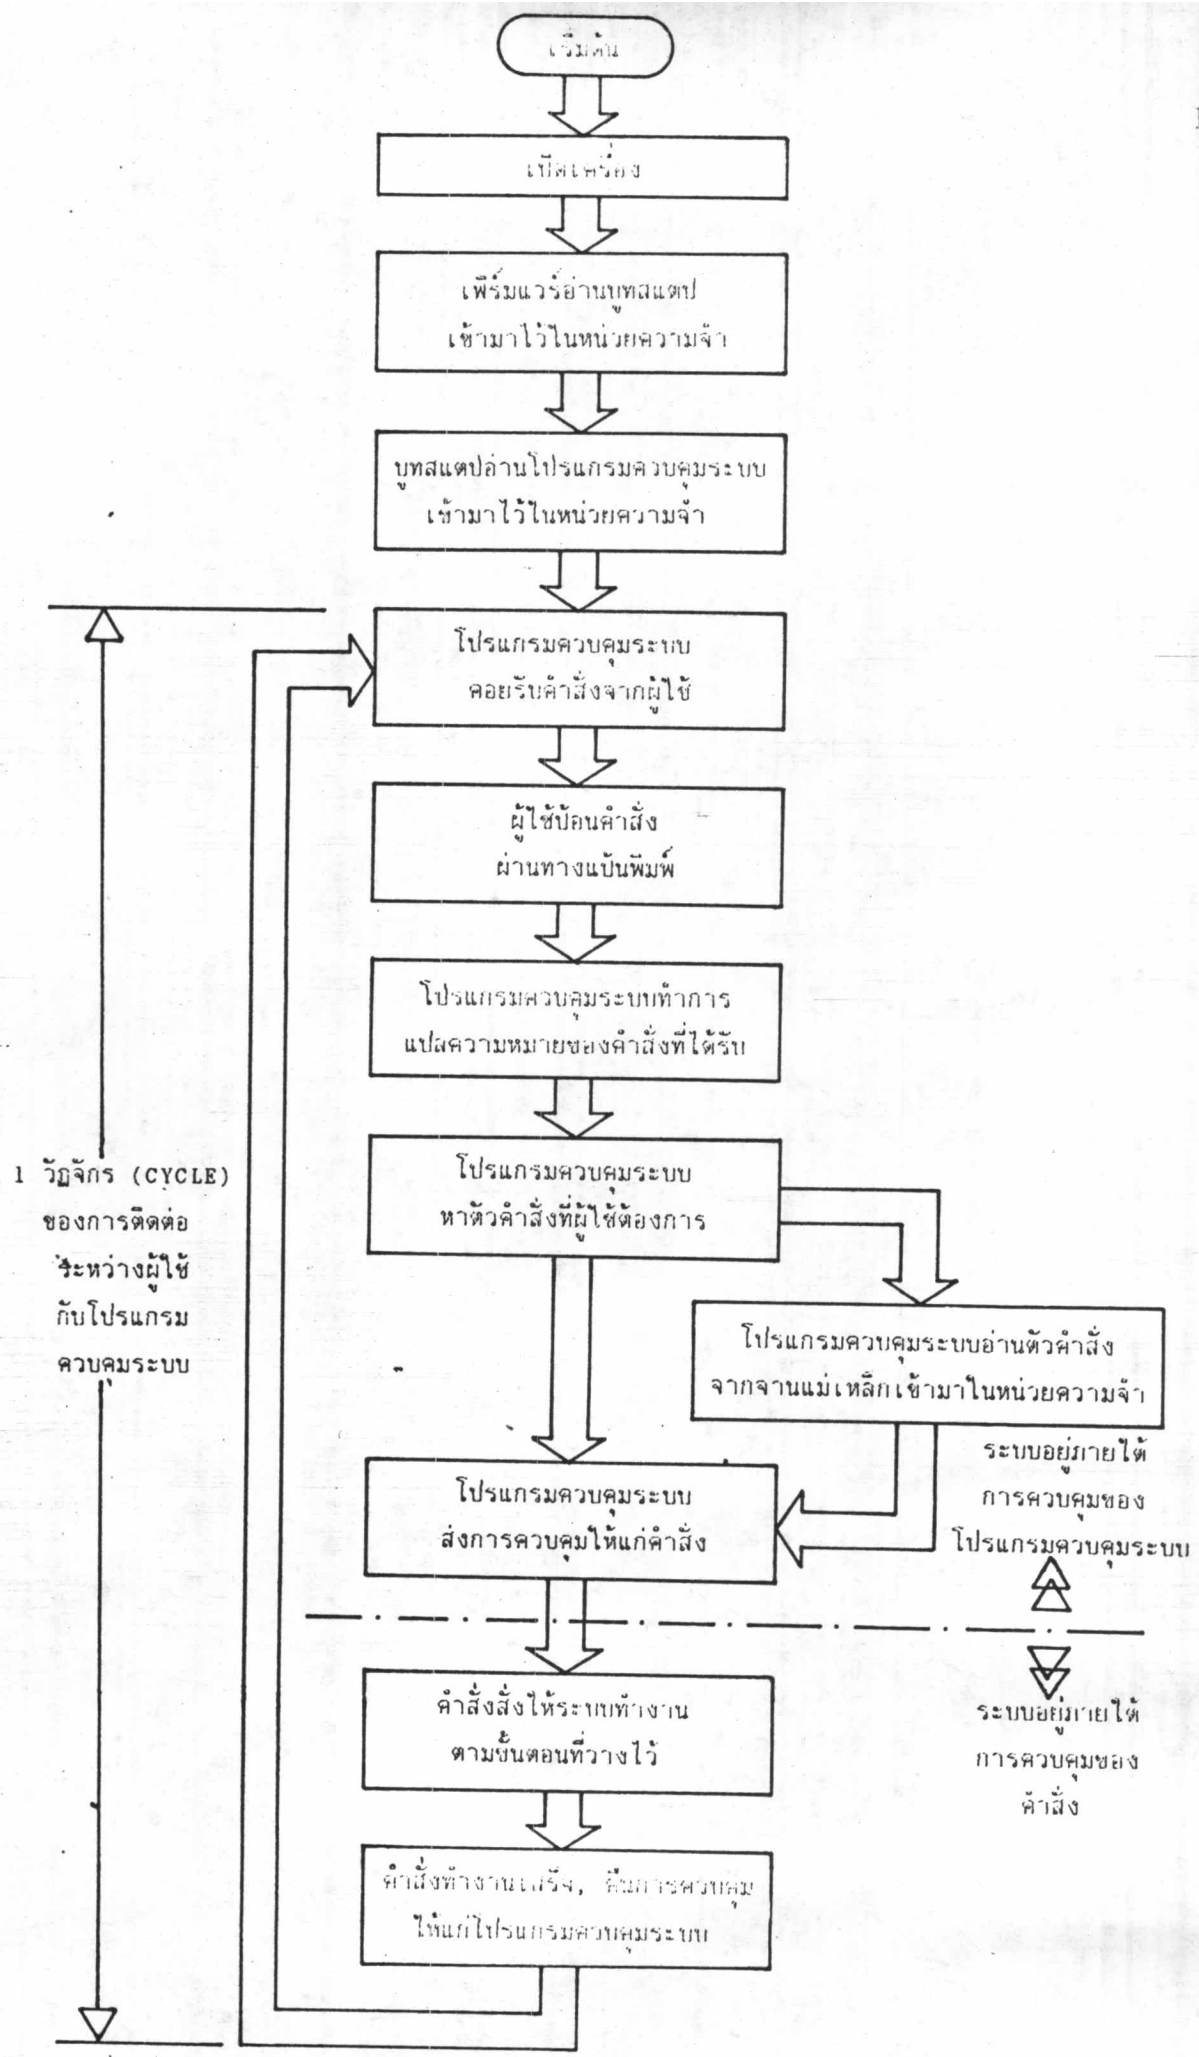 เริ่มต้น
เปิดเครื่อง
เฟิร์มแวร์อ่านบูทสแตป
เข้ามาไว้ในหน่วยความจำ
บูทสแตปอ่านโปรแกรมควบคุมระบบ
เข้ามาไว้ในหน่วยความจำ
โปรแกรมควบคุมระบบ
คอยรับคำสั่งจากผู้ใช้
ผู้ใช้ป้อนคำสั่ง
ผ่านทางแป้นพิมพ์
โปรแกรมควบคุมระบบทำการ
แปลความหมายของคำสั่งที่ได้รับ
โปรแกรมควบคุมระบบ
หาตัวคำสั่งที่ผู้ใช้ต้องการ
1 วัฏจักร (CYCLE)
ของการติดต่อ
ระหว่างผู้ใช้
กับโปรแกรม
ควบคุมระบบ
โปรแกรมควบคุมระบบอ่านตัวคำสั่ง
จากจานแม่เหล็กเข้ามาในหน่วยความจำ
ระบบอยู่ภายใต้
การควบคุมของ
โปรแกรมควบคุมระบบ
โปรแกรมควบคุมระบบ
ส่งการควบคุมให้แก่คำสั่ง
คำสั่งสั่งให้ระบบทำงาน
ตามขั้นตอนที่วางไว้
ระบบอยู่ภายใต้
การควบคุมของ
คำสั่ง
คำสั่งทำงานเสร็จ, คืนการควบคุม
ให้แก่โปรแกรมควบคุมระบบ